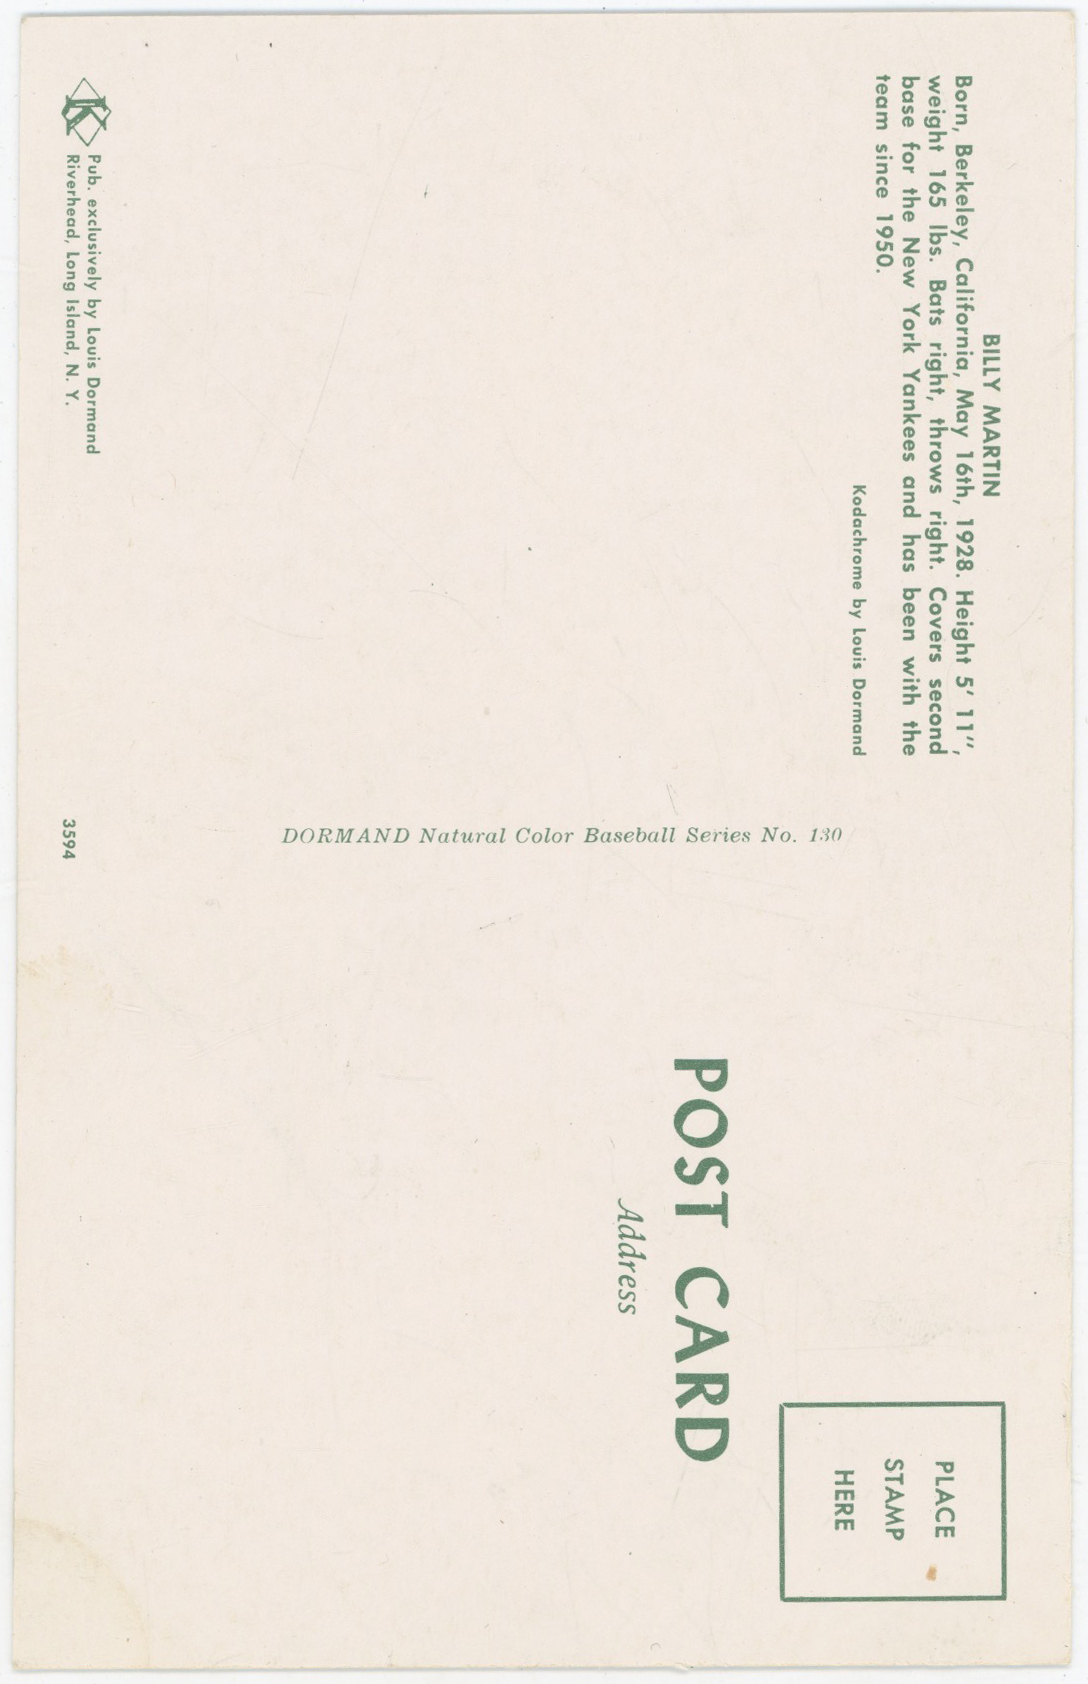 BILLY MARTIN
Born, Berkeley, California, May 16th, 1928. Height 5' 11",
weight 165 lbs. Bats right, throws right. Covers second
base for the New York Yankees and has been with the
team since 1950.
Kodachrome by Louis Dormand
K
Pub. exclusively by Louis Dormand
Riverhead, Long Island, N. Y.
DORMAND Natural Color Baseball Series No. 130
3594
PLACE
STAMP
HERE
POST CARD
Address